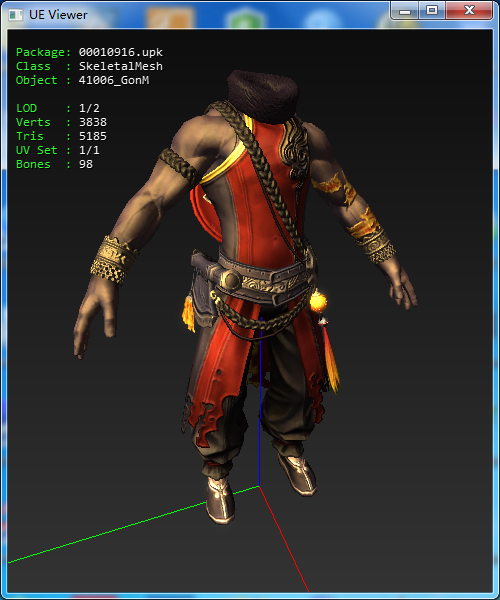 UE Viewer
Package: 00010916.upk
Class : SkeletalMesh
Object : 41006_GonM
LOD : 1/2
Verts : 3838
Tris : 5185
UV Set : 1/1
Bones : 98